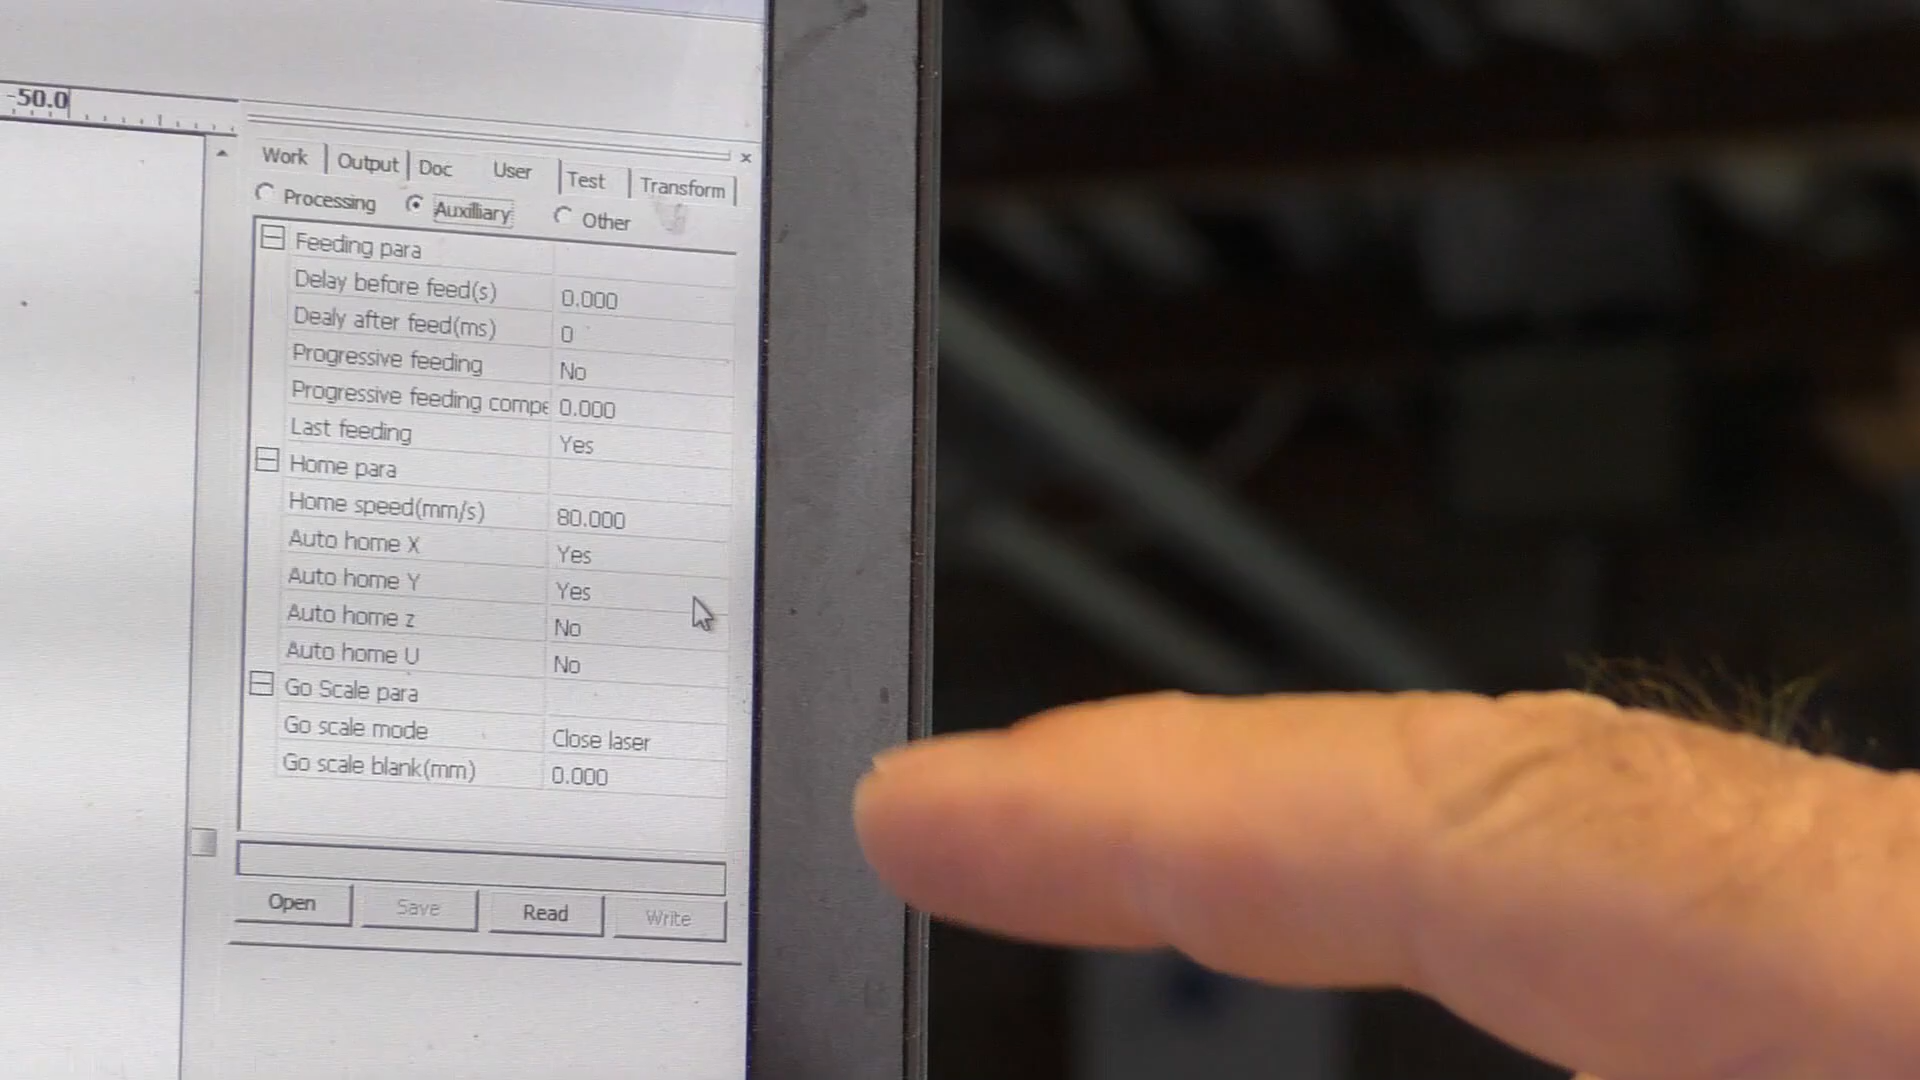 -50.0
Work Output Doc User Test Transform
Processing Auxilliary Other
Feeding para
Delay before feed(s) 0.000
Dealy after feed(ms) 0
Progressive feeding No
Progressive feeding compe 0.000
Last feeding Yes
Home para
Home speed(mm/s) 80.000
Auto home X Yes
Auto home Y Yes
Auto home z No
Auto home U No
Go Scale para
Go scale mode Close laser
Go scale blank(mm) 0.000
Open Save Read Write